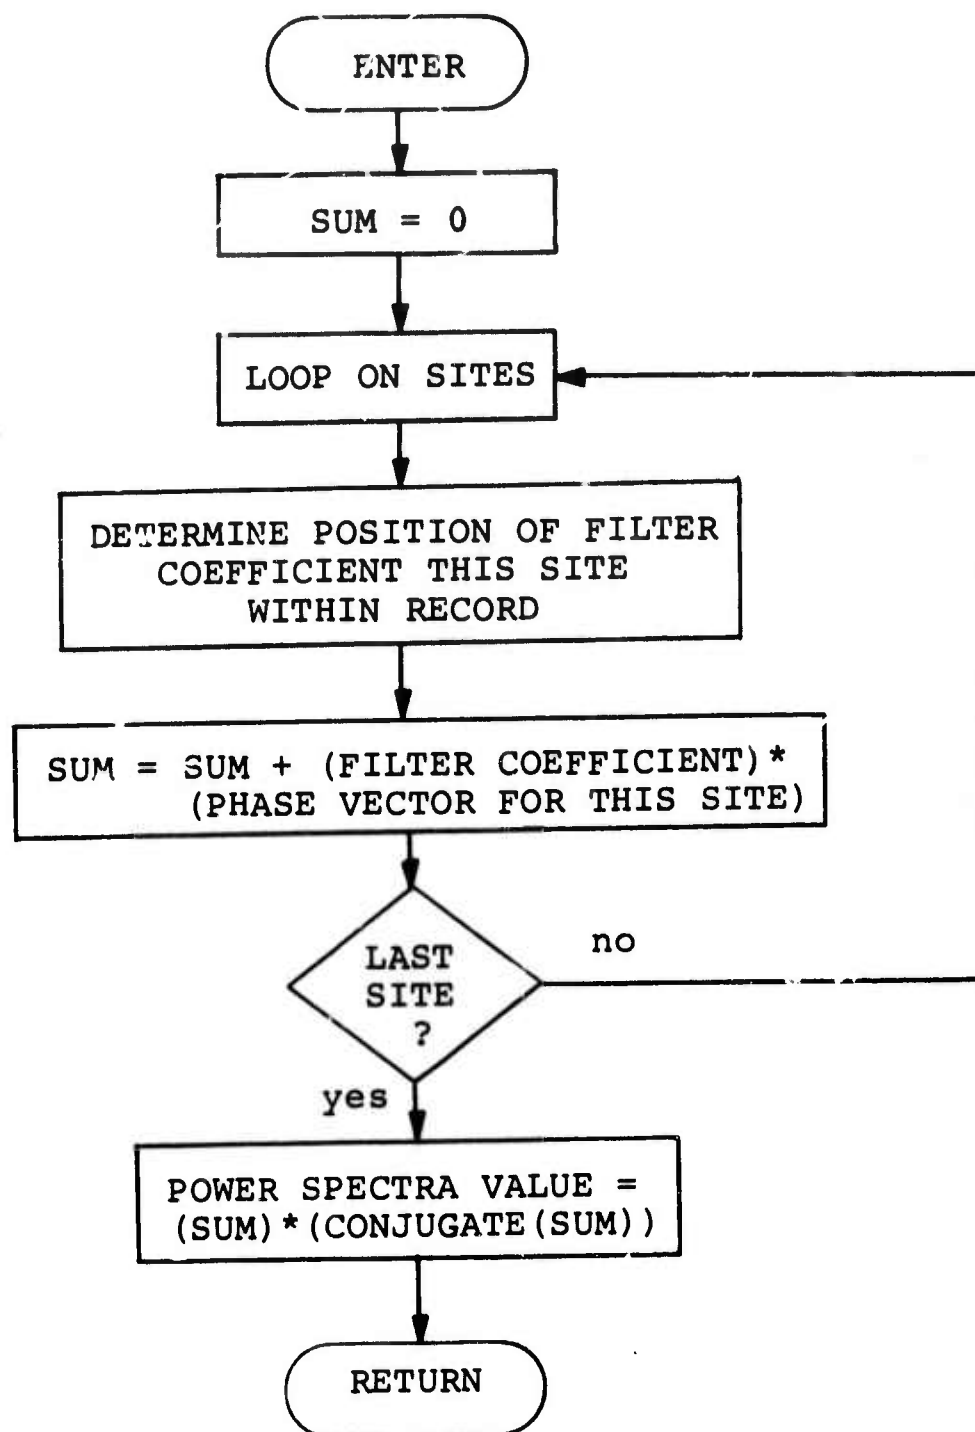 ENTER
SUM = 0
LOOP ON SITES
DETERMINE POSITION OF FILTER
COEFFICIENT THIS SITE
WITHIN RECORD
SUM = SUM + (FILTER COEFFICIENT)*
(PHASE VECTOR FOR THIS SITE)
no
LAST
SITE
?
yes
POWER SPECTRA VALUE =
(SUM)*(CONJUGATE(SUM))
RETURN